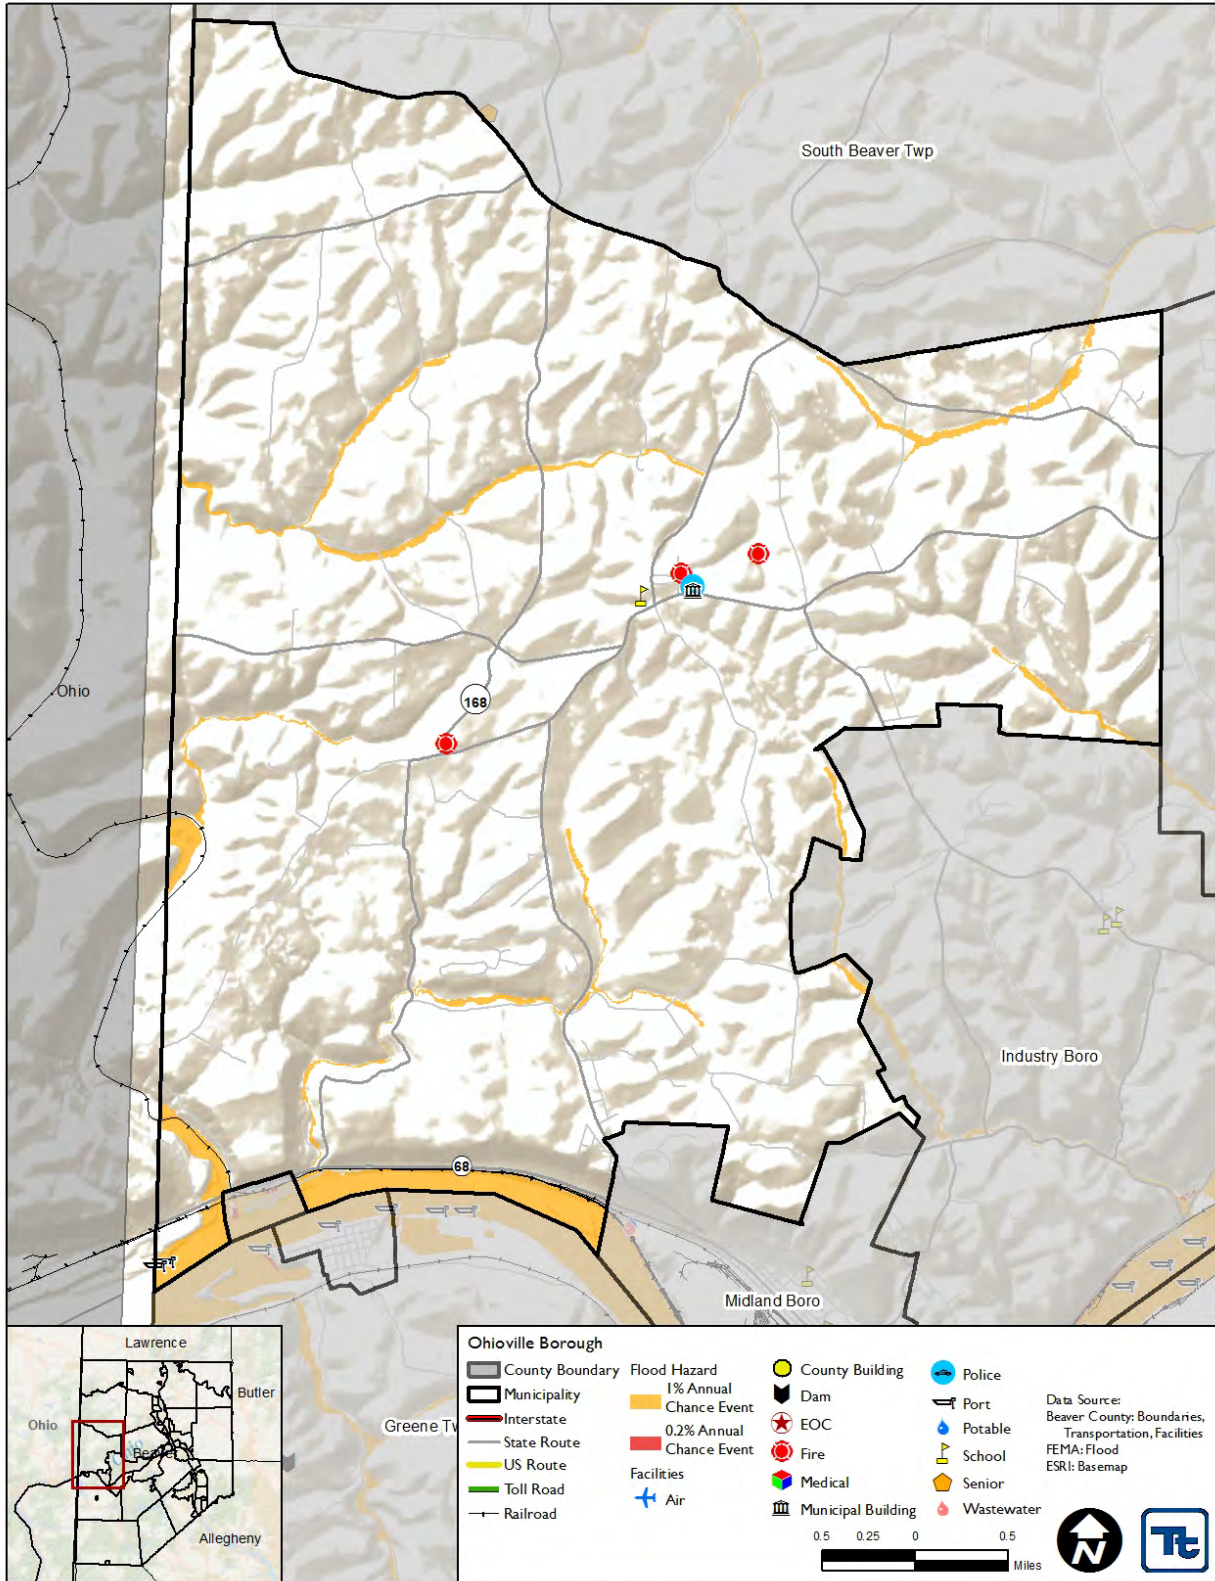 South Beaver Twp
Ohio
168
Industry Boro
68
Midland Boro
Greene Tw
Lawrence
Butler
Ohio
Beaver
Allegheny
Ohioville Borough
County Boundary
Municipality
Interstate
State Route
US Route
Toll Road
Railroad
Flood Hazard
1% Annual
Chance Event
0.2% Annual
Chance Event
Facilities
Air
County Building
Dam
EOC
Fire
Medical
Municipal Building
Police
Port
Potable
School
Senior
Wastewater
Data Source:
Beaver County: Boundaries,
Transportation, Facilities
FEMA: Flood
ESRI: Basemap
0.5 0.25 0 0.5
Miles
N
Tt